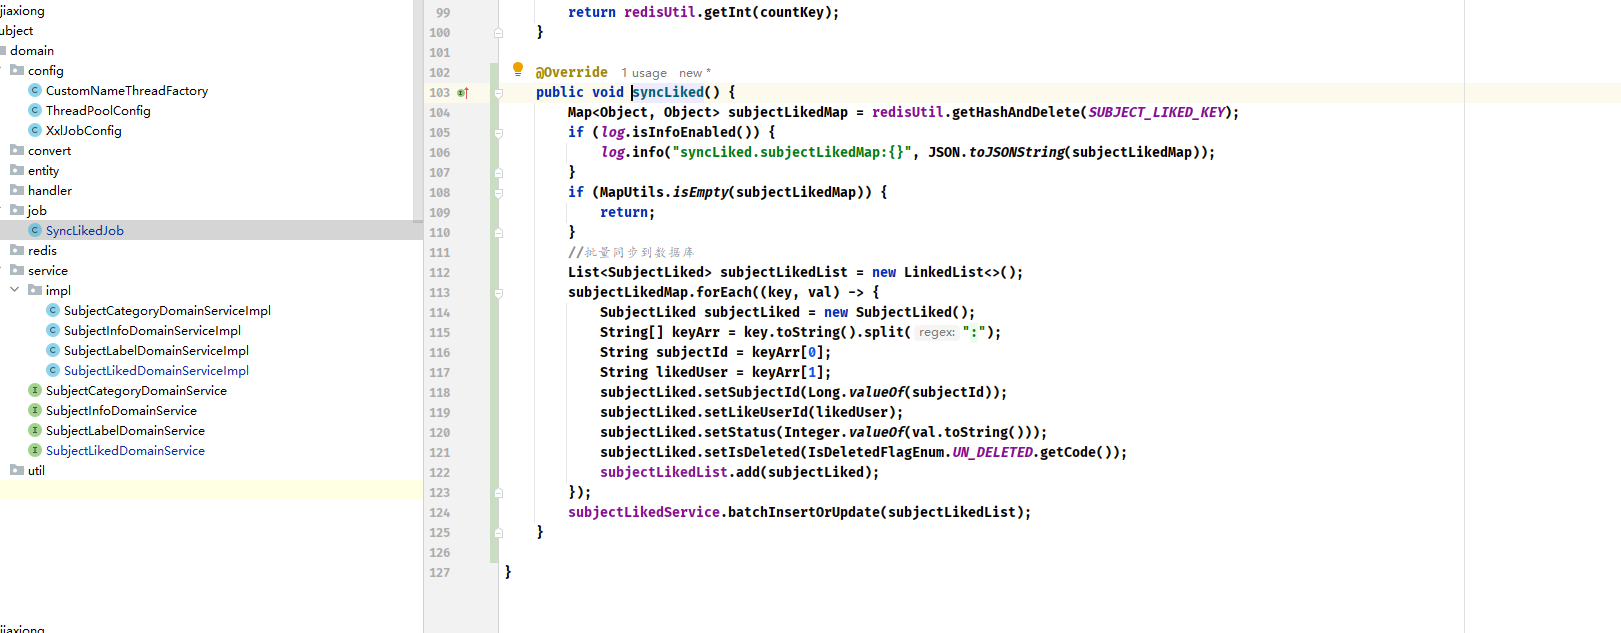 jiaxiong
ubject
domain
config
CustomNameThreadFactory
ThreadPoolConfig
XxlJobConfig
convert
entity
handler
job
SyncLikedJob
redis
service
impl
SubjectCategoryDomainServiceImpl
SubjectInfoDomainServiceImpl
SubjectLabelDomainServiceImpl
SubjectLikedDomainServiceImpl
SubjectCategoryDomainService
SubjectInfoDomainService
SubjectLabelDomainService
SubjectLikedDomainService
util
jiaxiong
99 return redisUtil.getInt(countKey);
100 }
101
102 @Override 1 usage new *
103 public void syncLiked() {
104 Map<Object, Object> subjectLikedMap = redisUtil.getHashAndDelete(SUBJECT_LIKED_KEY);
105 if (log.isInfoEnabled()) {
106 log.info("syncLiked.subjectLikedMap:{}", JSON.toJSONString(subjectLikedMap));
107 }
108 if (MapUtils.isEmpty(subjectLikedMap)) {
109 return;
110 }
111 //批量同步到数据库
112 List<SubjectLiked> subjectLikedList = new LinkedList<>();
113 subjectLikedMap.forEach((key, val) -> {
114 SubjectLiked subjectLiked = new SubjectLiked();
115 String[] keyArr = key.toString().split( regex: ":");
116 String subjectId = keyArr[0];
117 String likedUser = keyArr[1];
118 subjectLiked.setSubjectId(Long.valueOf(subjectId));
119 subjectLiked.setLikeUserId(likedUser);
120 subjectLiked.setStatus(Integer.valueOf(val.toString()));
121 subjectLiked.setIsDeleted(IsDeletedFlagEnum.UN_DELETED.getCode());
122 subjectLikedList.add(subjectLiked);
123 });
124 subjectLikedService.batchInsertOrUpdate(subjectLikedList);
125 }
126
127 }